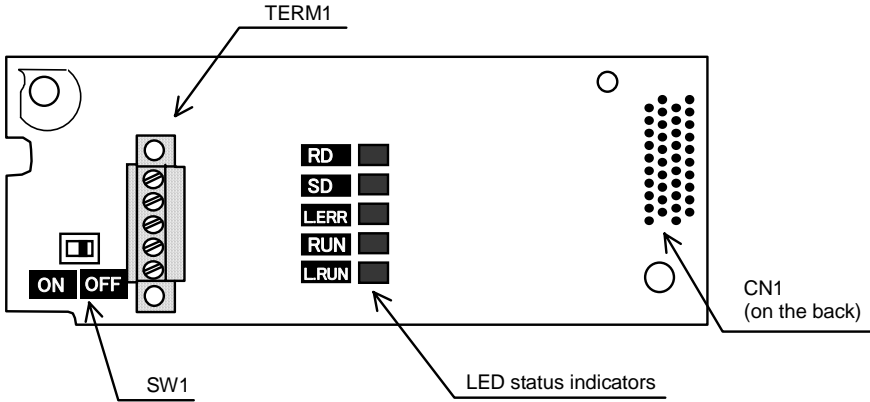 TERM1
RD
SD
L.ERR
RUN
L.RUN
ON OFF
CN1
(on the back)
SW1
LED status indicators